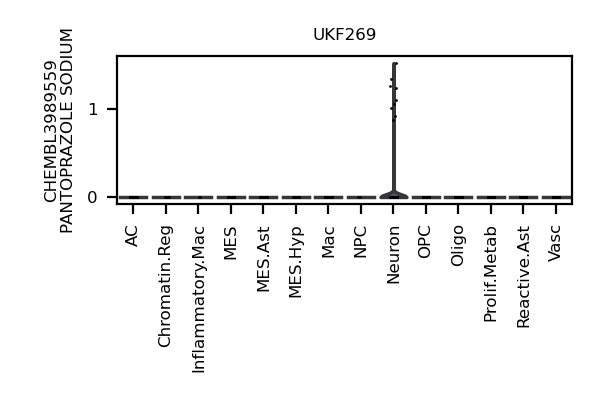 UKF269
CHEMBL3989559
PANTOPRAZOLE SODIUM
1
0
AC
Chromatin.Reg
Inflammatory.Mac
MES
MES.Ast
MES.Hyp
Mac
NPC
Neuron
OPC
Oligo
Prolif.Metab
Reactive.Ast
Vasc